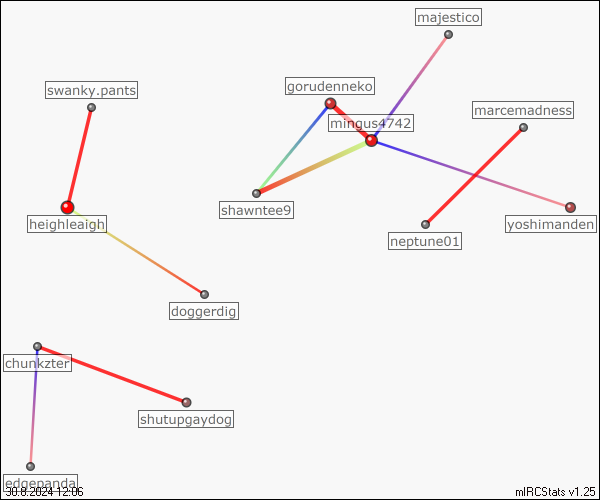 majestico
swanky.pants
gorudenneko
marcemadness
mingus4742
shawntee9
heighleaigh
yoshimanden
neptune01
doggerdig
chunkzter
shutupgaydog
edgepanda
30.8.2024 12:06
mIRCStats v1.25